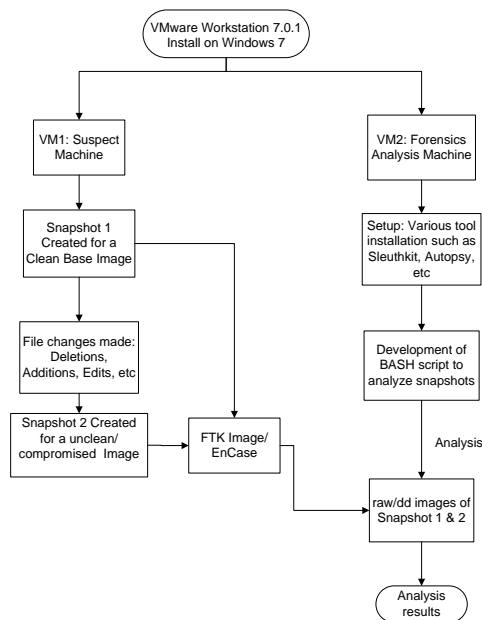 VMware Workstation 7.0.1
Install on Windows 7
VM1: Suspect
Machine
VM2: Forensics
Analysis Machine
Snapshot 1
Created for a
Clean Base Image
Setup: Various tool
installation such as
Sleuthkit, Autopsy,
etc
File changes made:
Deletions,
Additions, Edits, etc
Development of
BASH script to
analyze snapshots
Snapshot 2 Created
for a unclean/
compromised Image
FTK Image/
EnCase
Analysis
raw/dd images of
Snapshot 1 & 2
Analysis
results